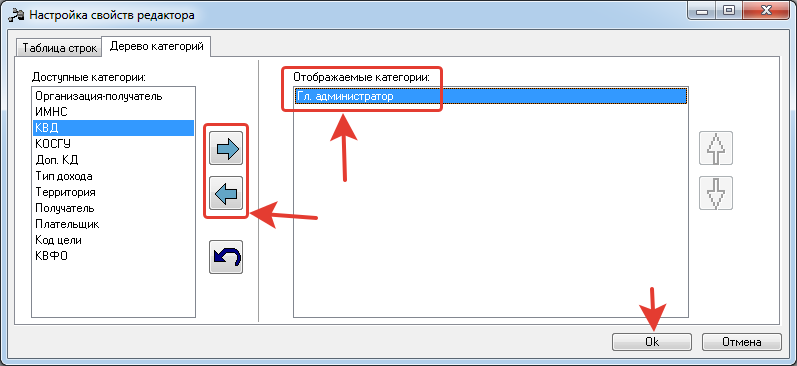 Настройка свойств редактора
Таблица строк
Дерево категорий
Доступные категории:
Организация-получатель
ИМНС
КВД
КОСГУ
Доп. КД
Тип дохода
Территория
Получатель
Плательщик
Код цели
КВФО
Отображаемые категории:
Гл. администратор
Ok
Отмена